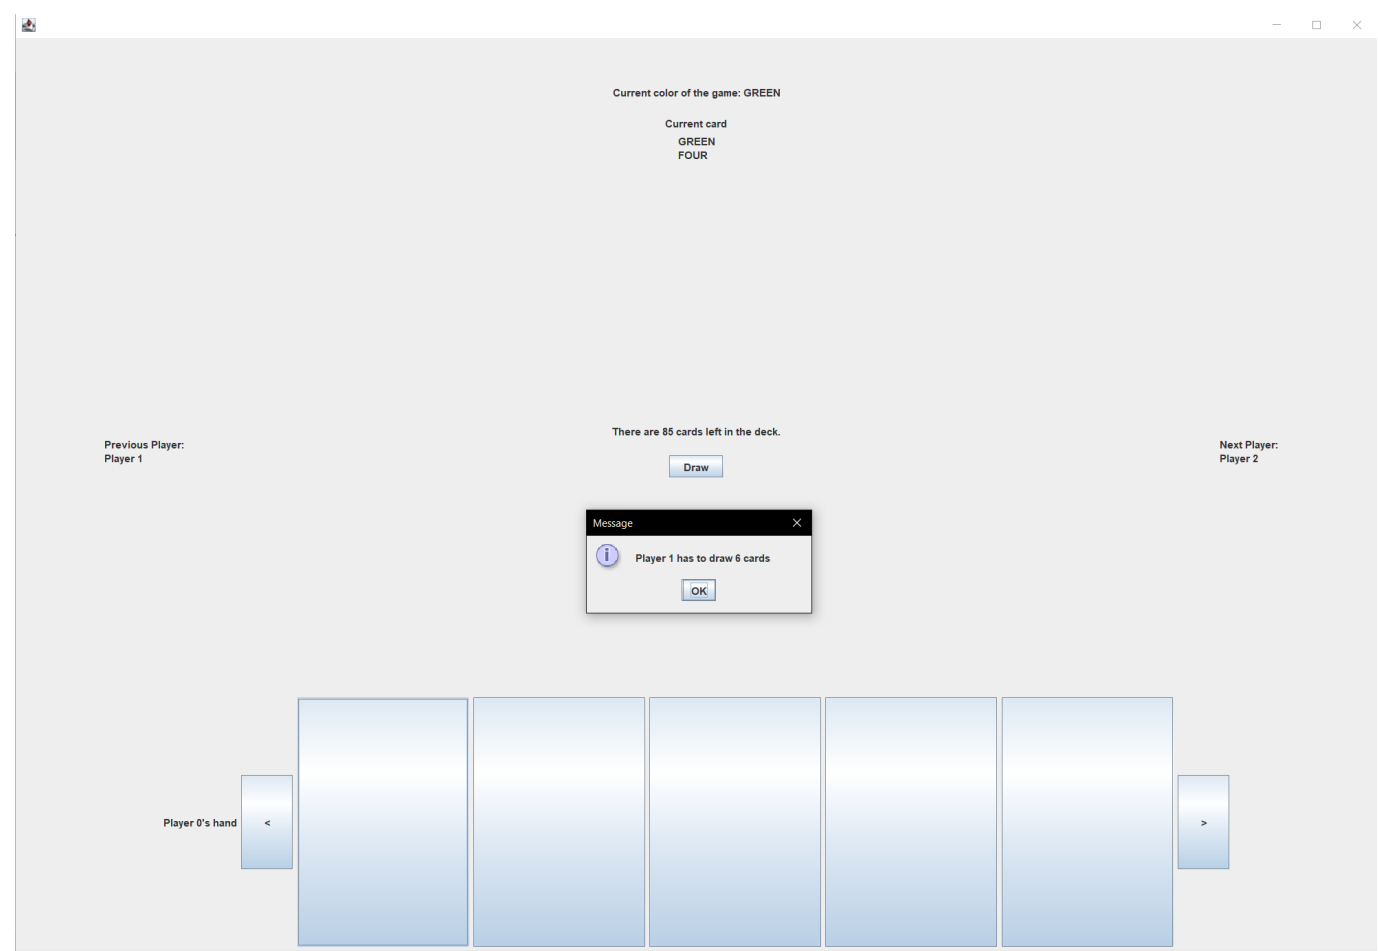 Current color of the game: GREEN
Current card
GREEN
FOUR
There are 85 cards left in the deck.
Previous Player:
Player 1
Next Player:
Player 2
Draw
Message
i
Player 1 has to draw 6 cards
OK
Player 0's hand
<
>